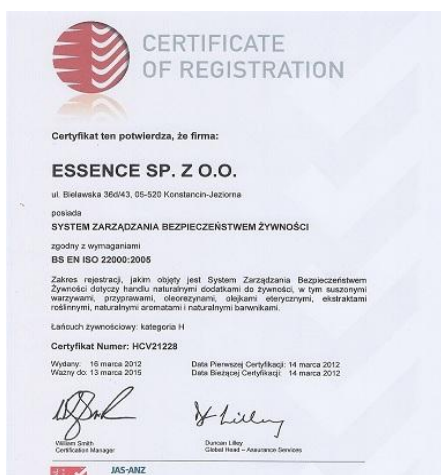 CERTIFICATE
OF REGISTRATION
Certyfikat ten potwierdza, że firma:
ESSENCE SP. Z O.O.
ul. Bielawska 36d/43, 05-520 Konstancin-Jeziorna
posiada
SYSTEM ZARZĄDZANIA BEZPIECZEŃSTWEM ŻYWNOŚCI
zgodny z wymaganiami
BS EN ISO 22000:2005
Zakres rejestracji, jakim objęty jest System Zarządzania Bezpieczeństwem
Żywności dotyczy handlu naturalnymi dodatkami do żywności, w tym suszonymi
warzywami, przyprawami, oleorezynami, olejkami eterycznymi, ekstraktami
roślinnymi, naturalnymi aromatami i naturalnymi barwnikami.
Łańcuch żywnościowy: kategoria H
Certyfikat Numer: HCV21228
Wydany: 16 marca 2012 Data Pierwszej Certyfikacji: 14 marca 2012
Ważny do: 13 marca 2015 Data Bieżącej Certyfikacji: 14 marca 2012
William Smith Duncan Lilley
Certification Manager Global Head – Assurance Services
JAS-ANZ